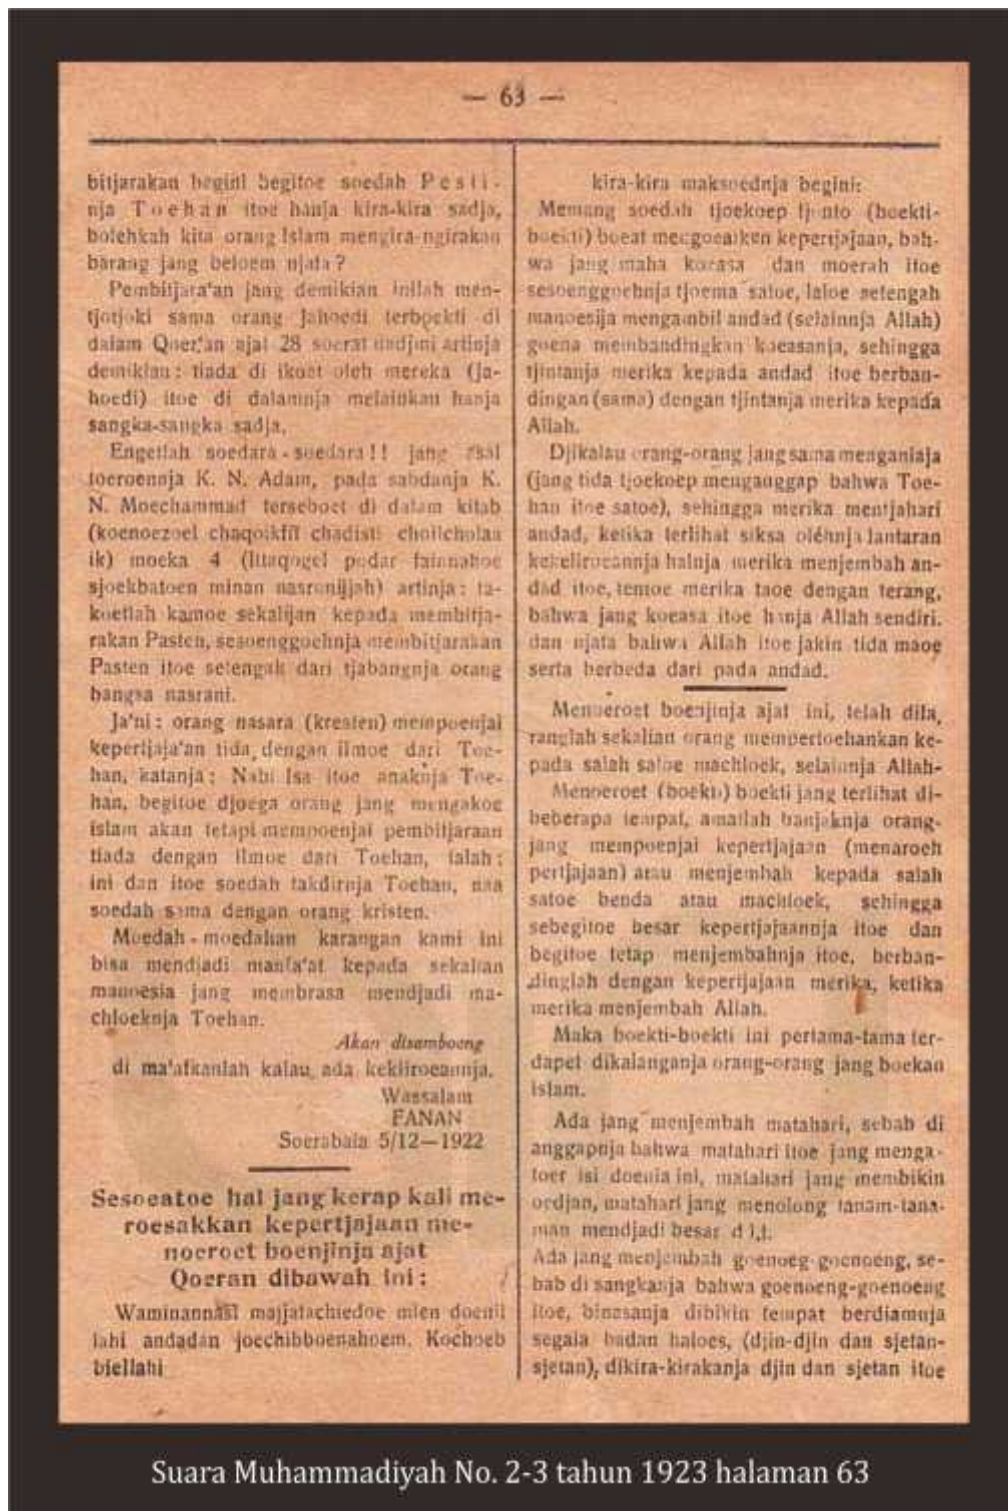 — 63 —
bitjarakan begini begitoe soedah Pesti-
nja Toehan itoe hanja kira-kira sadja,
bolehkah kita orang Islam mengira-ngirakan
barang jang beloem njata?
Pembitjara'an jang demikian inilah men-
tjotjoki sama orang Jahoedi terboekti di
dalam Qoer'an ajat 28 soerat nadjmi artinja
demikian: tiada di ikoet oleh mereka (ja-
hoedi) itoe di dalamnja melainkan hanja
sangka-sangka sadja.
Engetlah soedara-soedara!! jang asal
toeroennja K. N. Adam, pada sabdanja K.
N. Moechammad terseboet di dalam kitab
(koenoezoel chaqoikfil chadisti choilcholaa
ik) moeka 4 (Ittaqogel podar fainnahoe
sjoekbatoen minan nasronijjah) artinja: ta-
koetlah kamoe sekalijan kepada membitja-
rakan Pasten, sesoenggoehnja membitjarakan
Pasten itoe setengah dari tjabangnja orang
bangsa nasrani.
Ja'ni: orang nasara (kresten) mempoenjai
kepertjaja'an tida dengan ilmoe dari Toe-
han, katanja: Nabi Isa itoe anaknja Toe-
han, begitoe djoega orang jang mengakoe
islam akan tetapi mempoenjai pembitjaraan
tiada dengan ilmoe dari Toehan, ialah:
ini dan itoe soedah takdirnja Toehan, naa
soedah sama dengan orang kristen.
Moedah-moedahan karangan kami ini
bisa mendjadi manfa'at kepada sekalian
manoesia jang membrasa mendjadi ma-
chloeknja Toehan.
Akan disamboeng
di ma'afkanlah kalau ada kekliroeannja.
Wassalam
FANAN
Soerabaia 5/12—1922
Sesoeatoe hal jang kerap kali me-
roesakkan kepertjajaan me-
noeroet boenjinja ajat
Qoeran dibawah ini:
Waminannasi majjatachiedoe mien doenil
lahi andadan joechibboenahoem. Kochoeb
biellahi
kira-kira maksoednja begini:
Memang soedah tjoekoep tjonto (boekti-
boekti) boeat meegoeatken kepertjajaan, bah-
wa jang maha koeasa dan moerah itoe
sesoenggoehnja tjoema satoe, laloe setengah
manoesija mengambil andad (selainnja Allah)
goena membandingkan koeasanja, sehingga
tjintanja merika kepada andad itoe berban-
dingan (sama) dengan tjintanja merika kepada
Allah.
Djikalau orang-orang jang sama menganiaja
(jang tida tjoekoep menganggap bahwa Toe-
han itoe satoe), sehingga merika mentjahari
andad, ketika terlihat siksa oléhnja lantaran
kekeliroeannja halnja merika menjembah an-
dad itoe, temtoe merika taoe dengan terang,
bahwa jang koeasa itoe hanja Allah sendiri.
dan njata bahwa Allah itoe jakin tida maoe
serta berbeda dari pada andad.
Menoeroet boenjinja ajat ini, telah dila,
ranglah sekalian orang mempertoehankan ke-
pada salah satoe machloek, selainnja Allah-
Menoeroet (boekti) boekti jang terlihat di-
beberapa tempat, amatlah banjaknja orang-
jang mempoenjai kepertjajaan (menaroeh
pertjajaan) atau menjembah kepada salah
satoe benda atau machloek, sehingga
sebegitoe besar kepertjajaannja itoe dan
begitoe tetap menjembahnja itoe, berban-
dinglah dengan kepertjajaan merika, ketika
merika menjembah Allah.
Maka boekti-boekti ini pertama-tama ter-
dapet dikalanganja orang-orang jang boekan
islam.
Ada jang menjembah matahari, sebab di
anggapnja bahwa matahari itoe jang menga-
toer isi doenia ini, matahari jang membikin
oedjan, matahari jang menolong tanam-tana-
man mendjadi besar d l,l.
Ada jang menjembah goenoeg-goenoeng, se-
bab di sangkanja bahwa goenoeng-goenoeng
itoe, binasanja dibikin tempat berdiamnja
segala badan haloes, (djin-djin dan sjetan-
sjetan), dikira-kirakanja djin dan sjetan itoe
Suara Muhammadiyah No. 2-3 tahun 1923 halaman 63